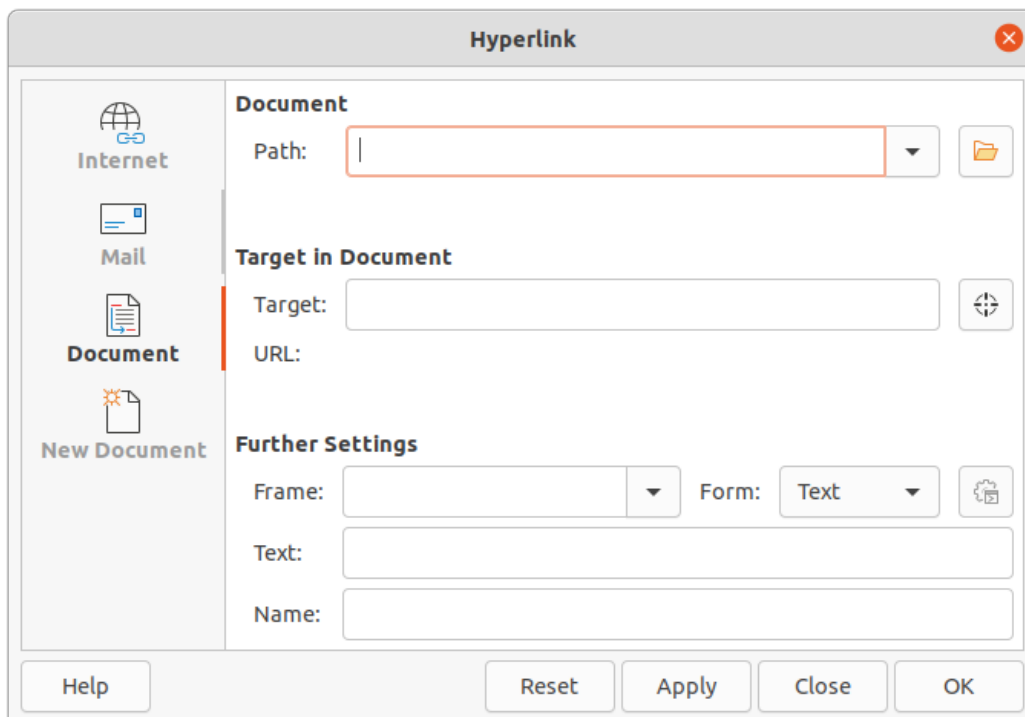 Hyperlink
Internet
Mail
Document
New Document
Document
Path:
Target in Document
Target:
URL:
Further Settings
Frame:
Form: Text
Text:
Name:
Help
Reset
Apply
Close
OK